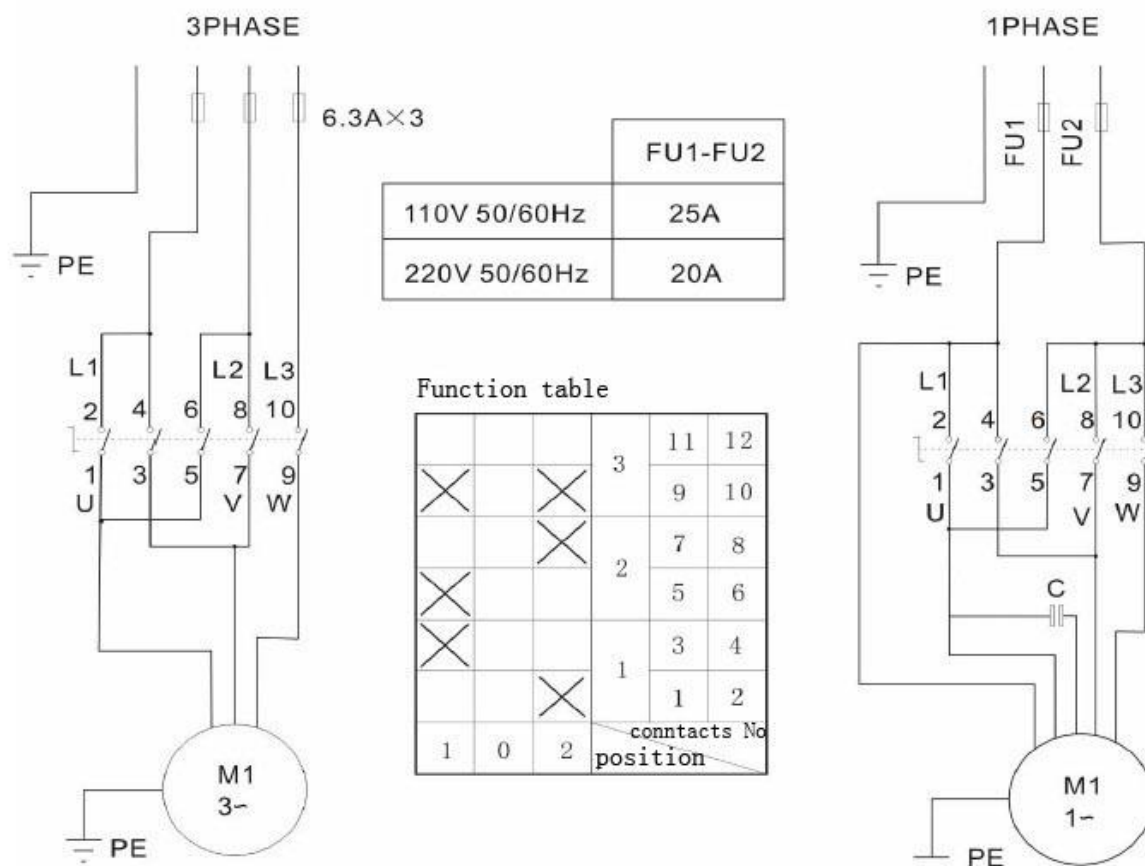 3PHASE
6.3A×3
PE
L1 L2 L3
2 4 6 8 10
1 3 5 7 9
U V W
M1
3~
PE
FU1-FU2
110V 50/60Hz 25A
220V 50/60Hz 20A
Function table
3 11 12
9 10
2 7 8
5 6
1 3 4
1 2
conntacts No
1 0 2 position
1PHASE
FU1 FU2
PE
L1 L2 L3
2 4 6 8 10
1 3 5 7 9
U V W
C
M1
1~
PE